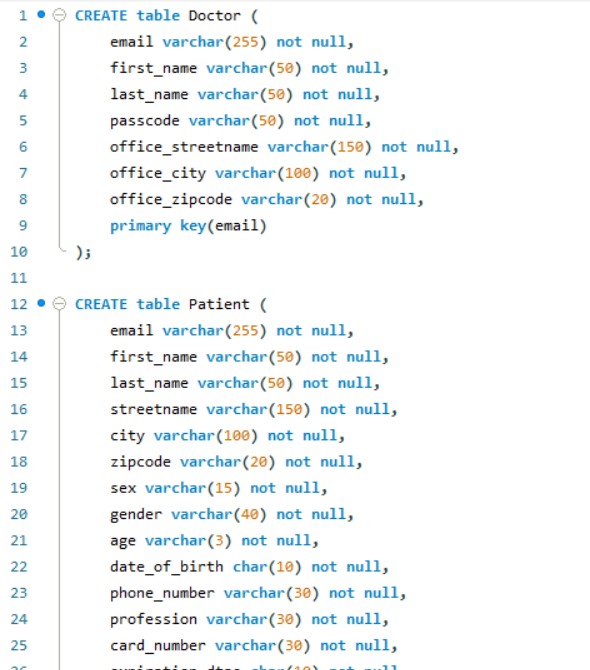 1 CREATE table Doctor (
2 email varchar(255) not null,
3 first_name varchar(50) not null,
4 last_name varchar(50) not null,
5 passcode varchar(50) not null,
6 office_streetname varchar(150) not null,
7 office_city varchar(100) not null,
8 office_zipcode varchar(20) not null,
9 primary key(email)
10 );
11
12 CREATE table Patient (
13 email varchar(255) not null,
14 first_name varchar(50) not null,
15 last_name varchar(50) not null,
16 streetname varchar(150) not null,
17 city varchar(100) not null,
18 zipcode varchar(20) not null,
19 sex varchar(15) not null,
20 gender varchar(40) not null,
21 age varchar(3) not null,
22 date_of_birth char(10) not null,
23 phone_number varchar(30) not null,
24 profession varchar(30) not null,
25 card_number varchar(30) not null,